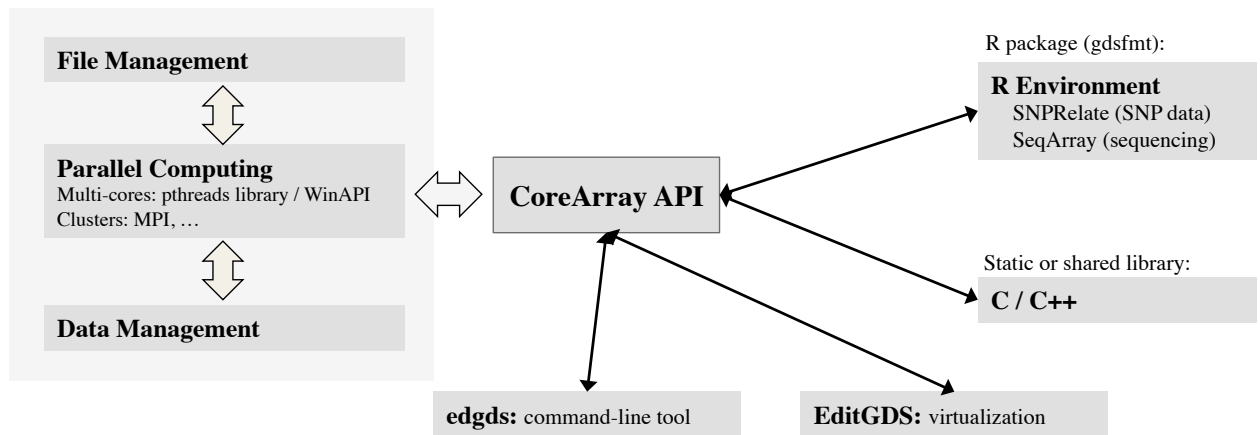 File Management
Parallel Computing
Multi-cores: pthreads library / WinAPI
Clusters: MPI, …
Data Management
CoreArray API
R package (gdsfmt):
R Environment
SNPRelate (SNP data)
SeqArray (sequencing)
Static or shared library:
C / C++
edgds: command-line tool
EditGDS: virtualization